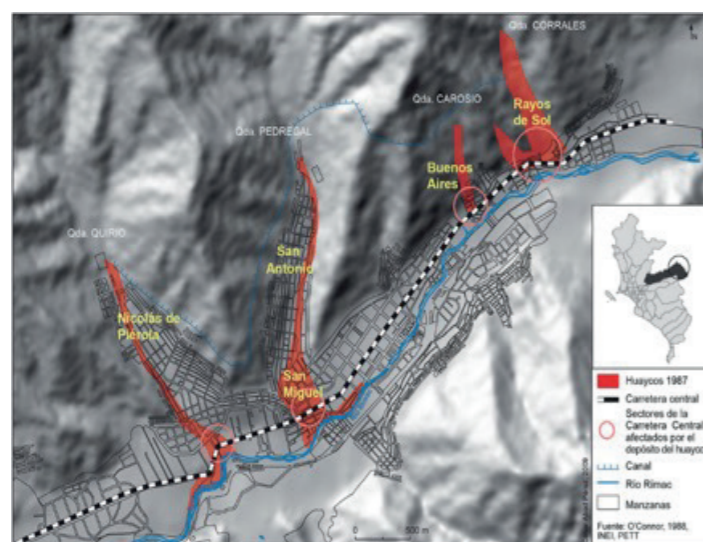 Qda. CORRALES
N
Qda. CAROSIO
Rayos
de Sol
Qda. PEDREGAL
Buenos
Aires
Qda. QUIRIO
San
Antonio
Nicolás de
Piérola
San
Miguel
Huaycos 1987
Carretera central
Sectores de la
Carretera Central
afectados por el
depósito del huayco
Canal
Río Rimac
Manzanas
Fuente: O'Connor, 1988,
INEI, PETT
0 500 m